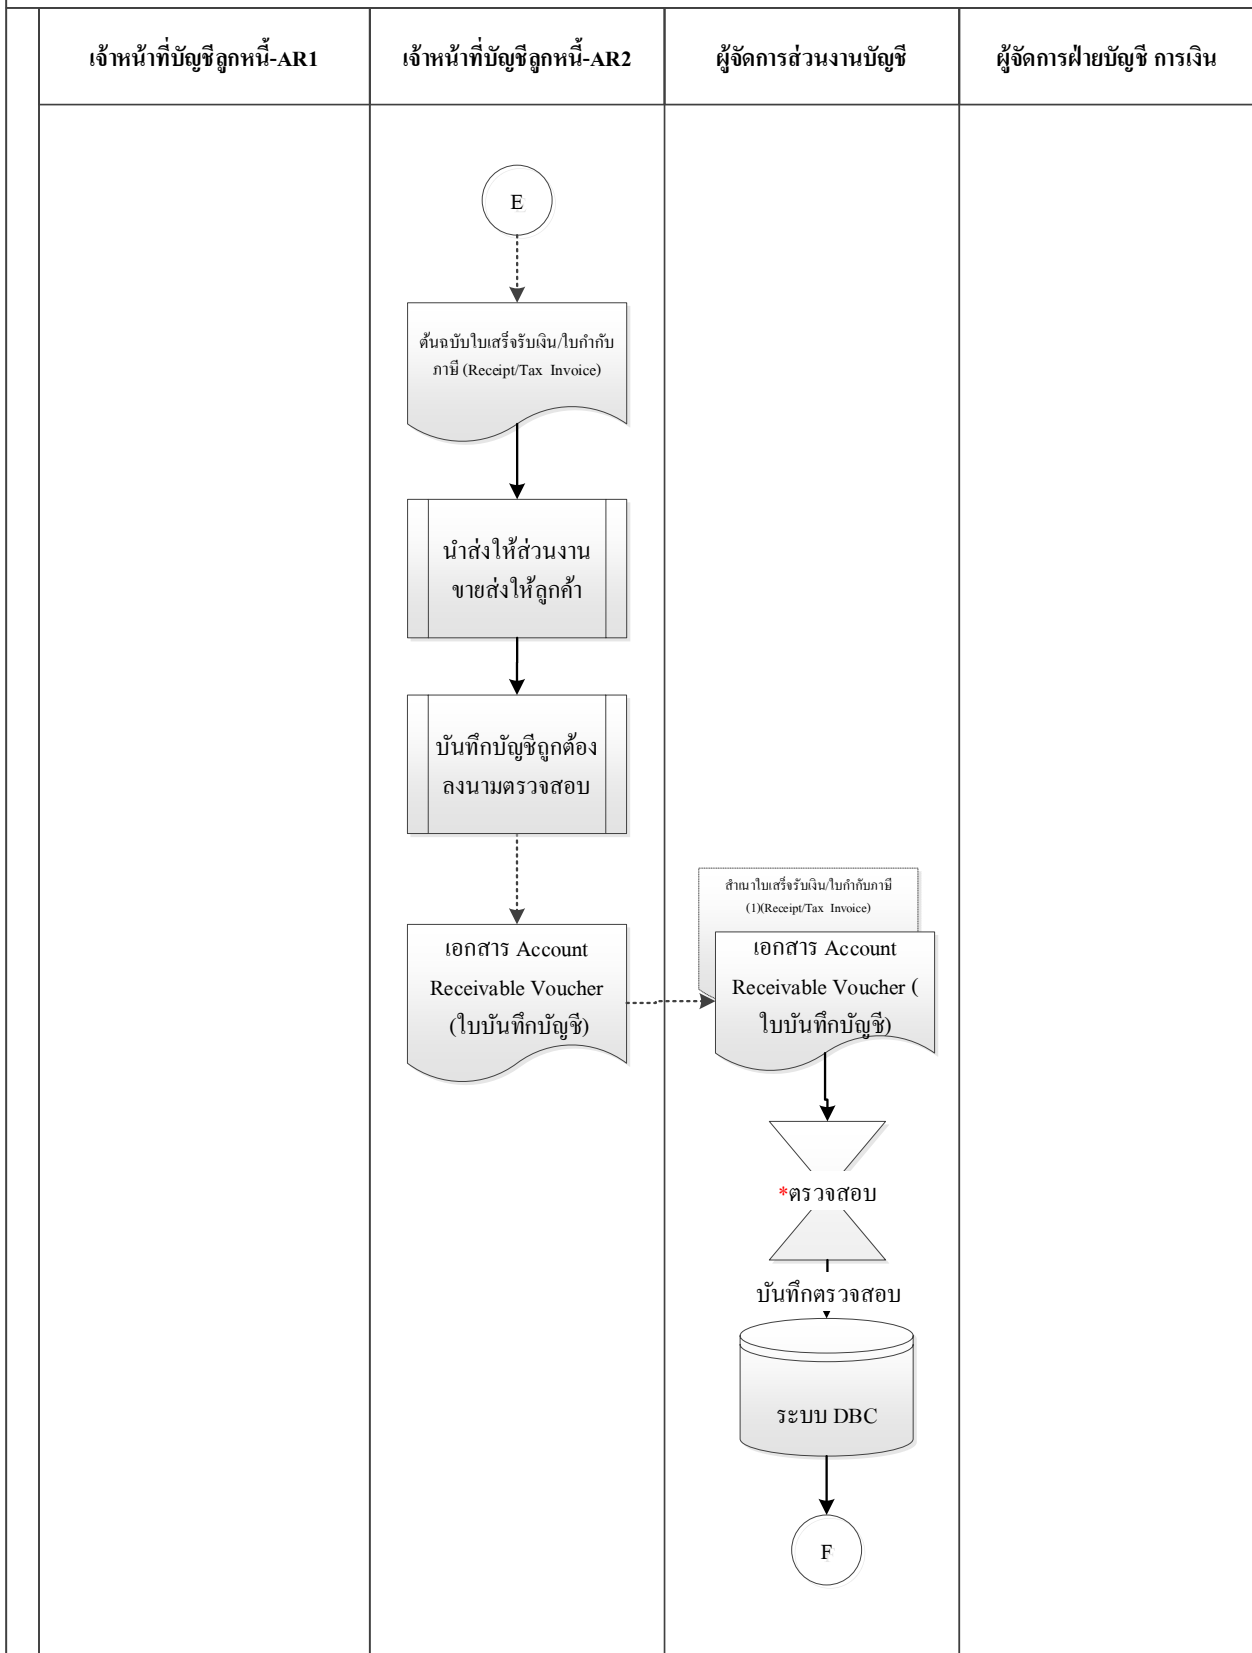 เจ้าหน้าที่บัญชีลูกหนี้-AR1
เจ้าหน้าที่บัญชีลูกหนี้-AR2
ผู้จัดการส่วนงานบัญชี
ผู้จัดการฝ่ายบัญชี การเงิน
E
ต้นฉบับใบเสร็จรับเงิน/ใบกำกับ
ภาษี (Receipt/Tax Invoice)
นำส่งให้ส่วนงาน
ขายส่งให้ลูกค้า
บันทึกบัญชีถูกต้อง
ลงนามตรวจสอบ
เอกสาร Account
Receivable Voucher
(ใบบันทึกบัญชี)
สำเนาใบเสร็จรับเงิน/ใบกำกับภาษี
(1)(Receipt/Tax Invoice)
เอกสาร Account
Receivable Voucher (
ใบบันทึกบัญชี)
*ตรวจสอบ
บันทึกตรวจสอบ
ระบบ DBC
F